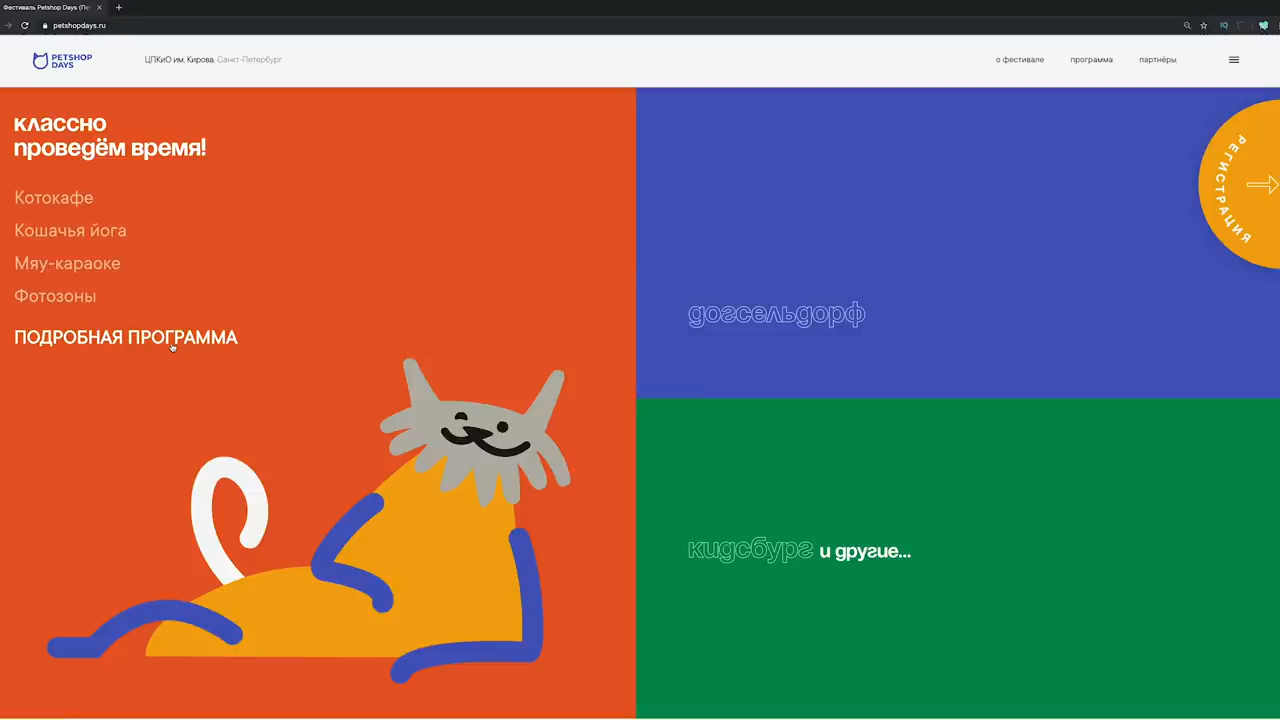 Фестиваль Petshop Days (Пет
petshopdays.ru
PETSHOP
DAYS
ЦПКиО им. Кирова, Санкт-Петербург
о фестивале
программа
партнёры
классно
проведём время!
Котокафе
Кошачья йога
Мяу-караоке
Фотозоны
ПОДРОБНАЯ ПРОГРАММА
РЕГИСТРАЦИЯ
догсельдорф
кидсбург и другие...